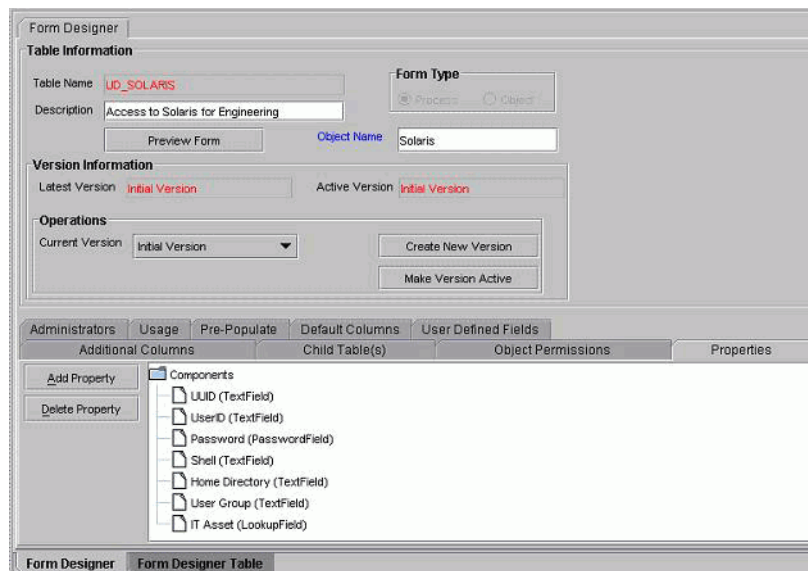 Form Designer
Table Information
Table Name UD_SOLARIS
Form Type
Process Object
Description Access to Solaris for Engineering
Preview Form
Object Name Solaris
Version Information
Latest Version Initial Version
Active Version Initial Version
Operations
Current Version Initial Version
Create New Version
Make Version Active
Administrators Usage Pre-Populate Default Columns User Defined Fields
Additional Columns Child Table(s) Object Permissions Properties
Add Property
Delete Property
Components
UUID (TextField)
UserID (TextField)
Password (PasswordField)
Shell (TextField)
Home Directory (TextField)
User Group (TextField)
IT Asset (LookupField)
Form Designer Form Designer Table